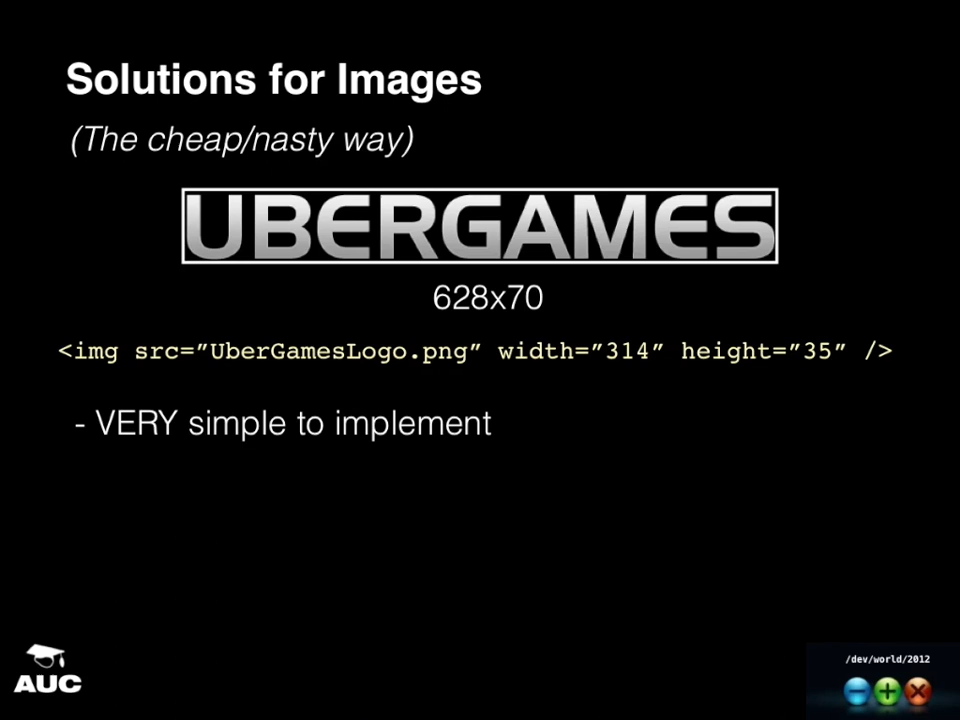 Solutions for Images
(The cheap/nasty way)
UBERGAMES
628x70
<img src=”UberGamesLogo.png” width=”314” height=”35” />
- VERY simple to implement
AUC
/dev/world/2012